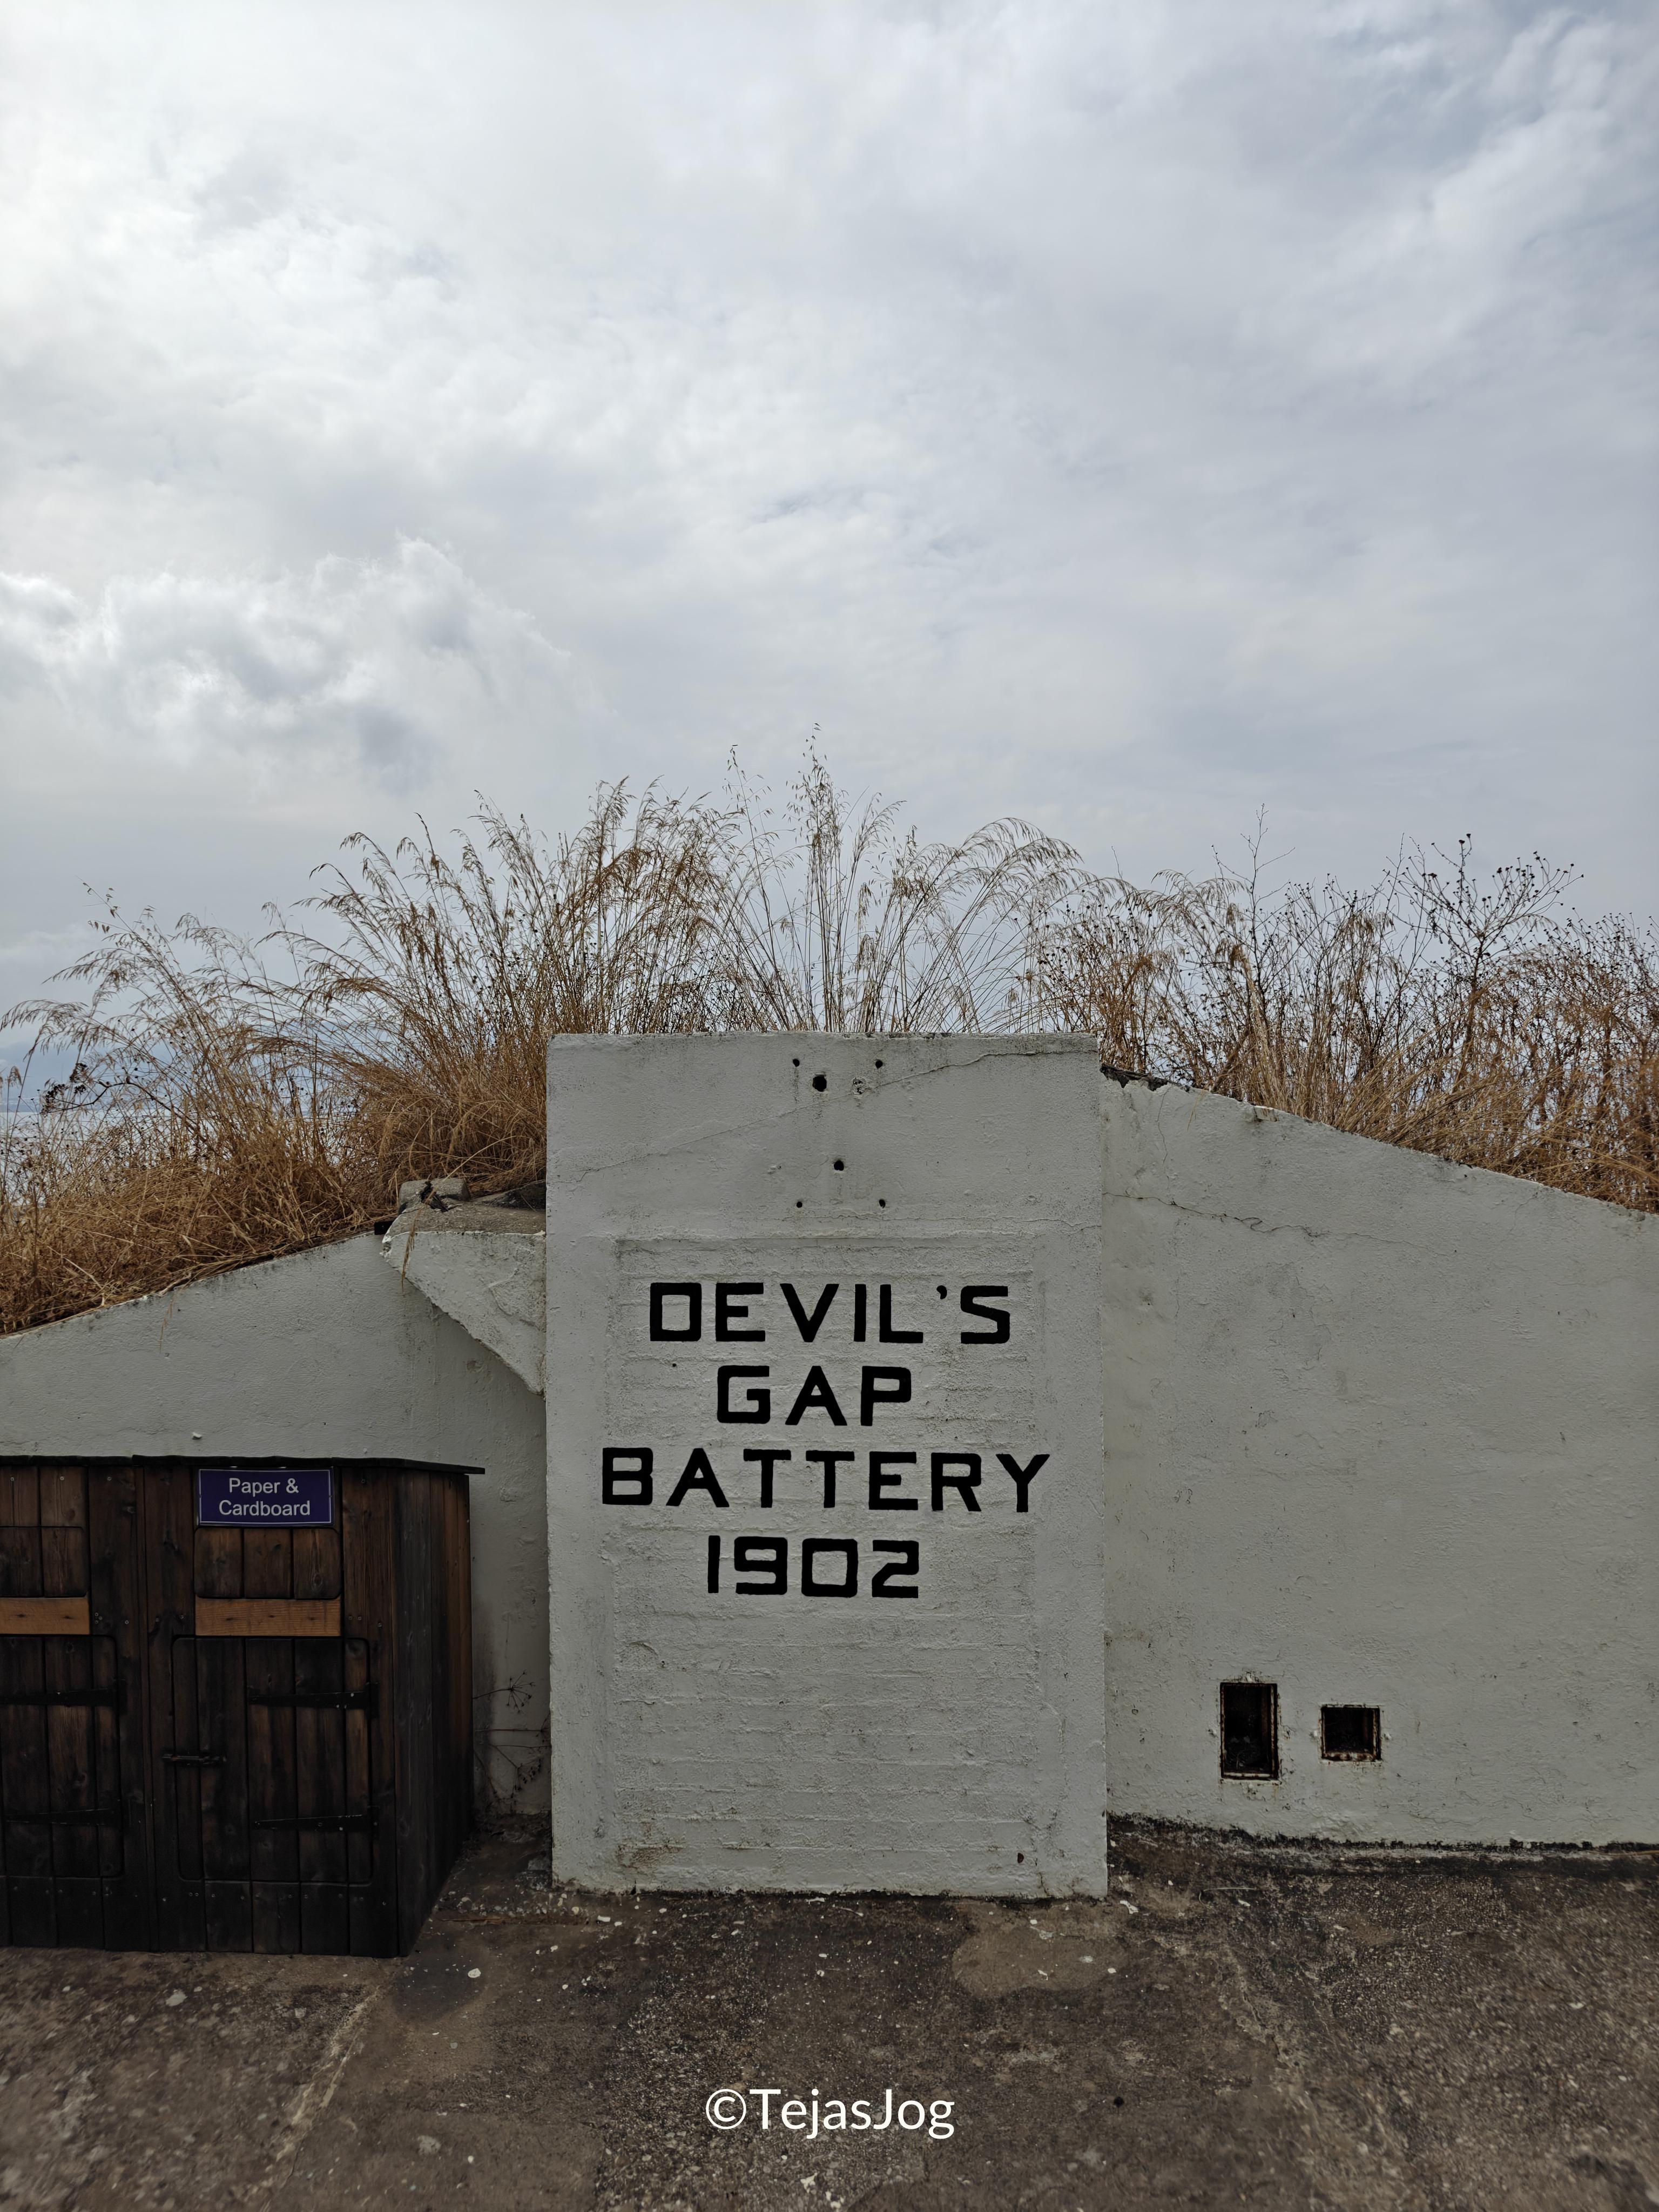 DEVIL'S
GAP
BATTERY
1902
Paper &
Cardboard
©TejasJog